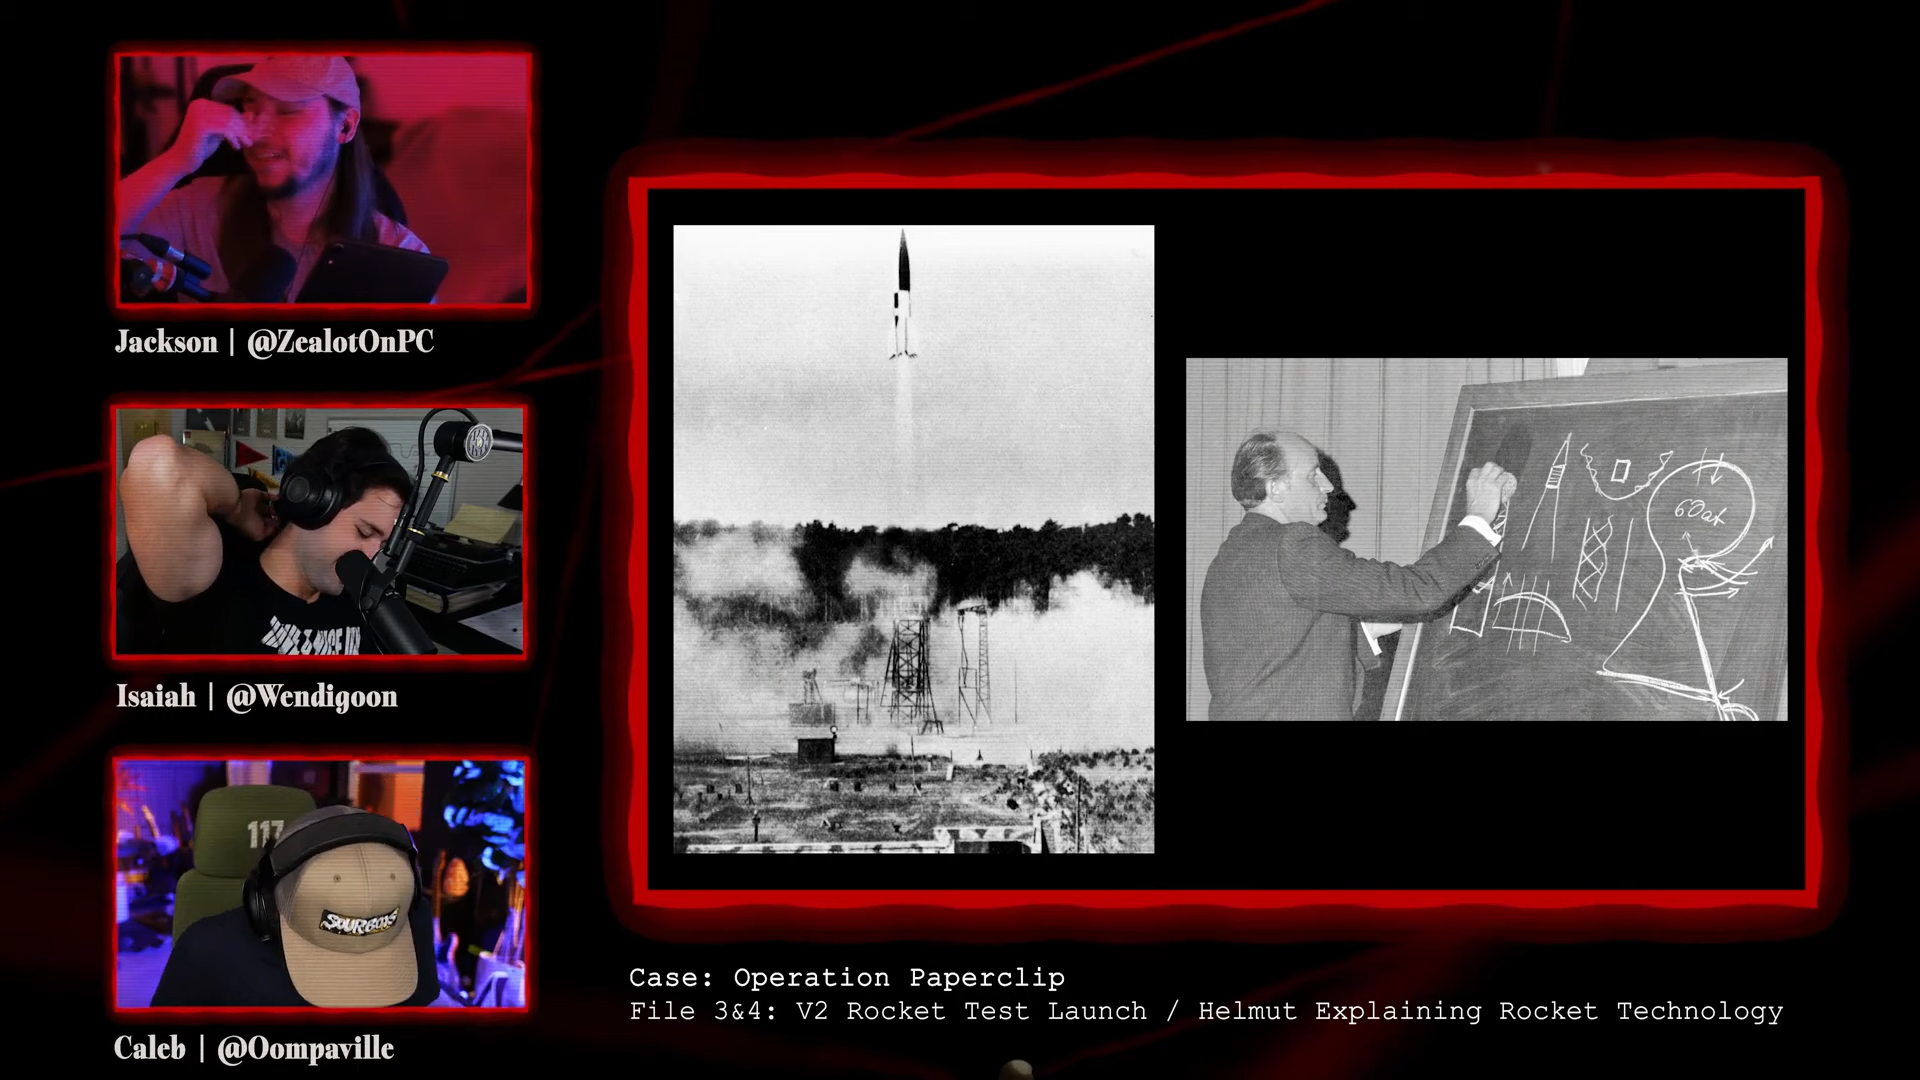 Jackson | @ZealotOnPC
Isaiah | @Wendigoon
117
SOURBOYS
Caleb | @Oompaville
60at
Case: Operation Paperclip
File 3&4: V2 Rocket Test Launch / Helmut Explaining Rocket Technology